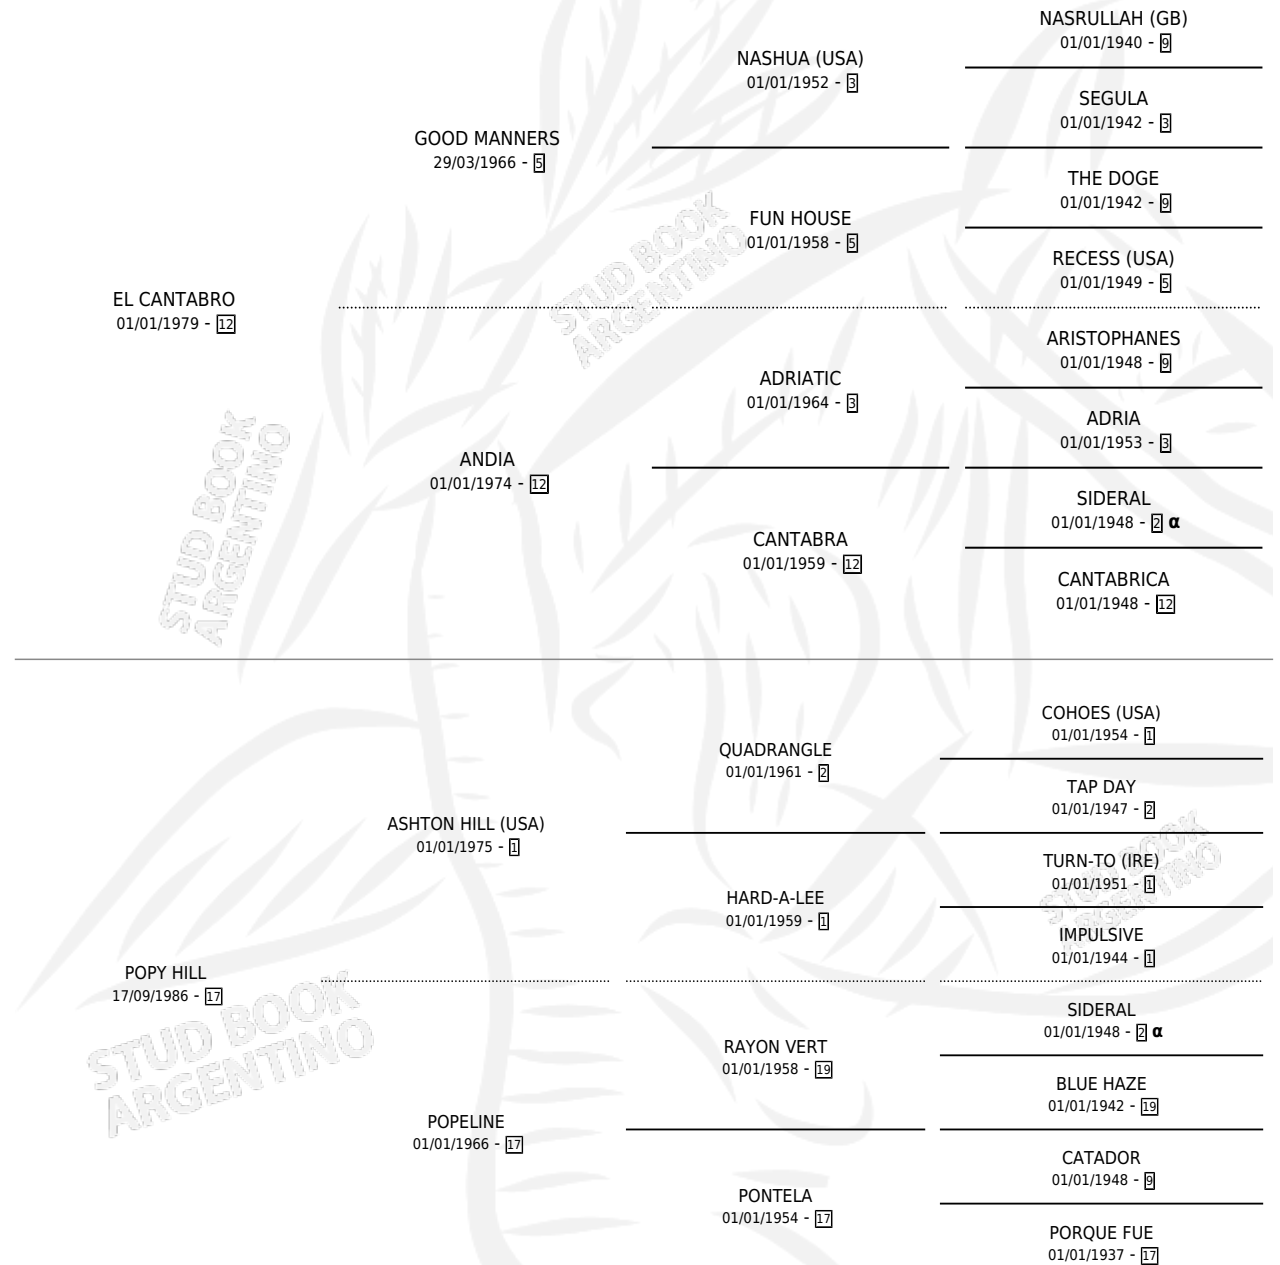 NASRULLAH (GB)
01/01/1940 - 9
NASHUA (USA)
01/01/1952 - 3
SEGULA
01/01/1942 - 3
GOOD MANNERS
29/03/1966 - 5
THE DOGE
01/01/1942 - 9
FUN HOUSE
01/01/1958 - 5
RECESS (USA)
01/01/1949 - 5
EL CANTABRO
01/01/1979 - 12
ARISTOPHANES
01/01/1948 - 9
ADRIATIC
01/01/1964 - 3
ADRIA
01/01/1953 - 3
ANDIA
01/01/1974 - 12
SIDERAL
01/01/1948 - 2 α
CANTABRA
01/01/1959 - 12
CANTABRICA
01/01/1948 - 12
COHOES (USA)
01/01/1954 - 1
QUADRANGLE
01/01/1961 - 2
TAP DAY
01/01/1947 - 2
ASHTON HILL (USA)
01/01/1975 - 1
TURN-TO (IRE)
01/01/1951 - 1
HARD-A-LEE
01/01/1959 - 1
IMPULSIVE
01/01/1944 - 1
POPY HILL
17/09/1986 - 17
SIDERAL
01/01/1948 - 2 α
RAYON VERT
01/01/1958 - 19
BLUE HAZE
01/01/1942 - 19
POPELINE
01/01/1966 - 17
CATADOR
01/01/1948 - 9
PONTELA
01/01/1954 - 17
PORQUE FUE
01/01/1937 - 17
STUD BOOK
ARGENTINO
STUD BOOK
ARGENTINO
STUD BOOK
ARGENTINO
STUD BOOK
ARGENTINO